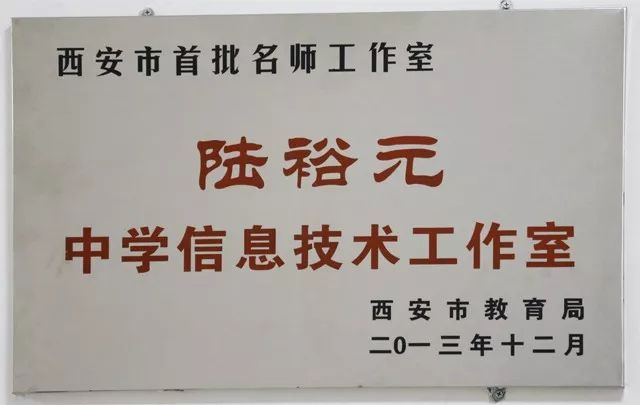 西安市首批名师工作室
陆裕元
中学信息技术工作室
西安市教育局
二0一三年十二月